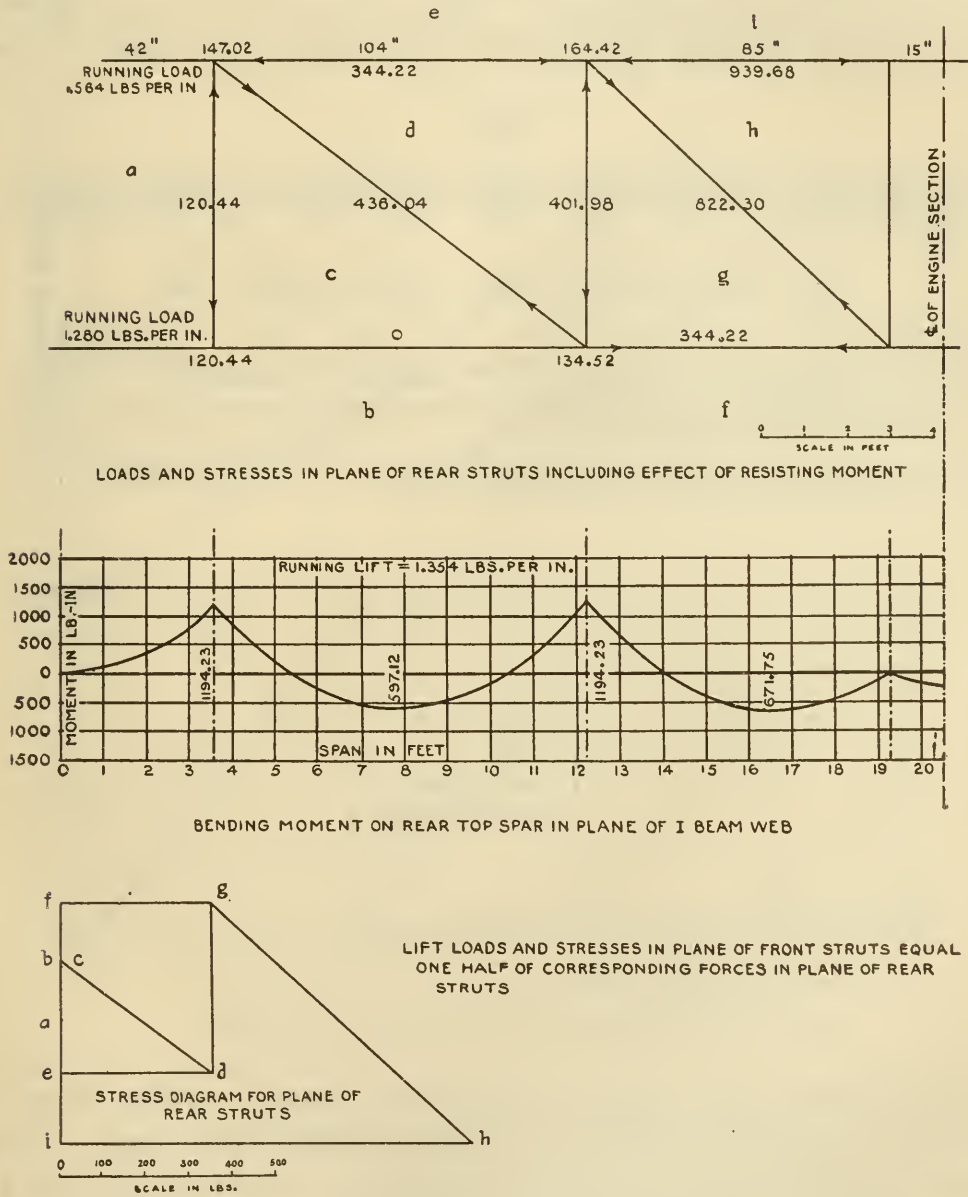 e i
42" 147.02 104" 164.42 85" 15"
RUNNING LOAD 344.22 939.68
1.564 LBS PER IN
d h
a
120.44 436.04 401.98 822.30
c g
RUNNING LOAD
1.280 LBS. PER IN. 0 344.22
120.44 134.52
b f
℄ OF ENGINE SECTION
0 1 2 3 4
SCALE IN FEET
LOADS AND STRESSES IN PLANE OF REAR STRUTS INCLUDING EFFECT OF RESISTING MOMENT
2000
1500
1000
500
0
500
1000
1500
MOMENT IN LB.-IN
RUNNING LIFT = 1.354 LBS. PER IN.
1194.23
597.12
1194.23
671.75
SPAN IN FEET
0 1 2 3 4 5 6 7 8 9 10 11 12 13 14 15 16 17 18 19 20
BENDING MOMENT ON REAR TOP SPAR IN PLANE OF I BEAM WEB
f g
b c
a
e d
i h
STRESS DIAGRAM FOR PLANE OF
REAR STRUTS
0 100 200 300 400 500
SCALE IN LBS.
LIFT LOADS AND STRESSES IN PLANE OF FRONT STRUTS EQUAL
ONE HALF OF CORRESPONDING FORCES IN PLANE OF REAR
STRUTS